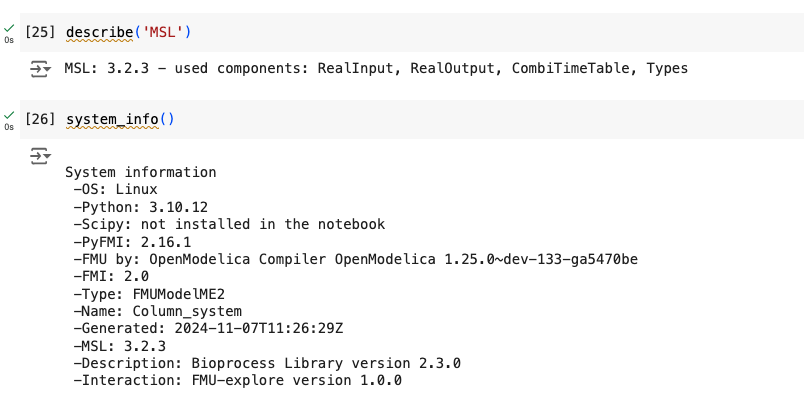 0s [25] describe('MSL')
MSL: 3.2.3 – used components: RealInput, RealOutput, CombiTimeTable, Types
0s [26] system_info()
System information
-OS: Linux
-Python: 3.10.12
-Scipy: not installed in the notebook
-PyFMI: 2.16.1
-FMU by: OpenModelica Compiler OpenModelica 1.25.0~dev-133-ga5470be
-FMI: 2.0
-Type: FMUModelME2
-Name: Column_system
-Generated: 2024-11-07T11:26:29Z
-MSL: 3.2.3
-Description: Bioprocess Library version 2.3.0
-Interaction: FMU-explore version 1.0.0